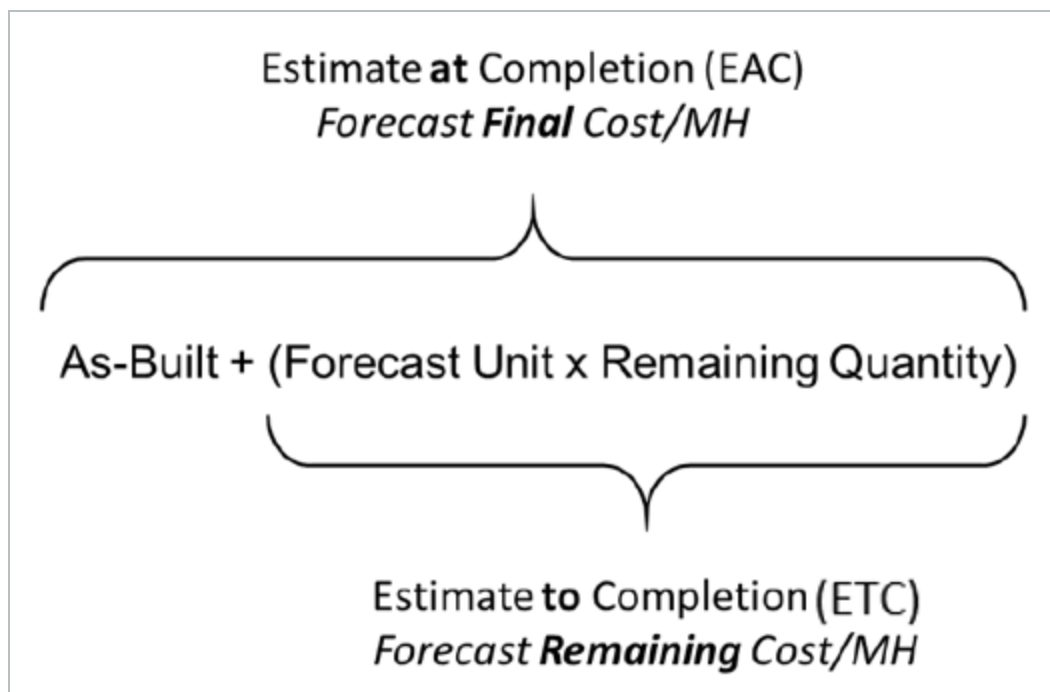 Estimate at Completion (EAC)
Forecast Final Cost/MH
As-Built + (Forecast Unit x Remaining Quantity)
Estimate to Completion (ETC)
Forecast Remaining Cost/MH